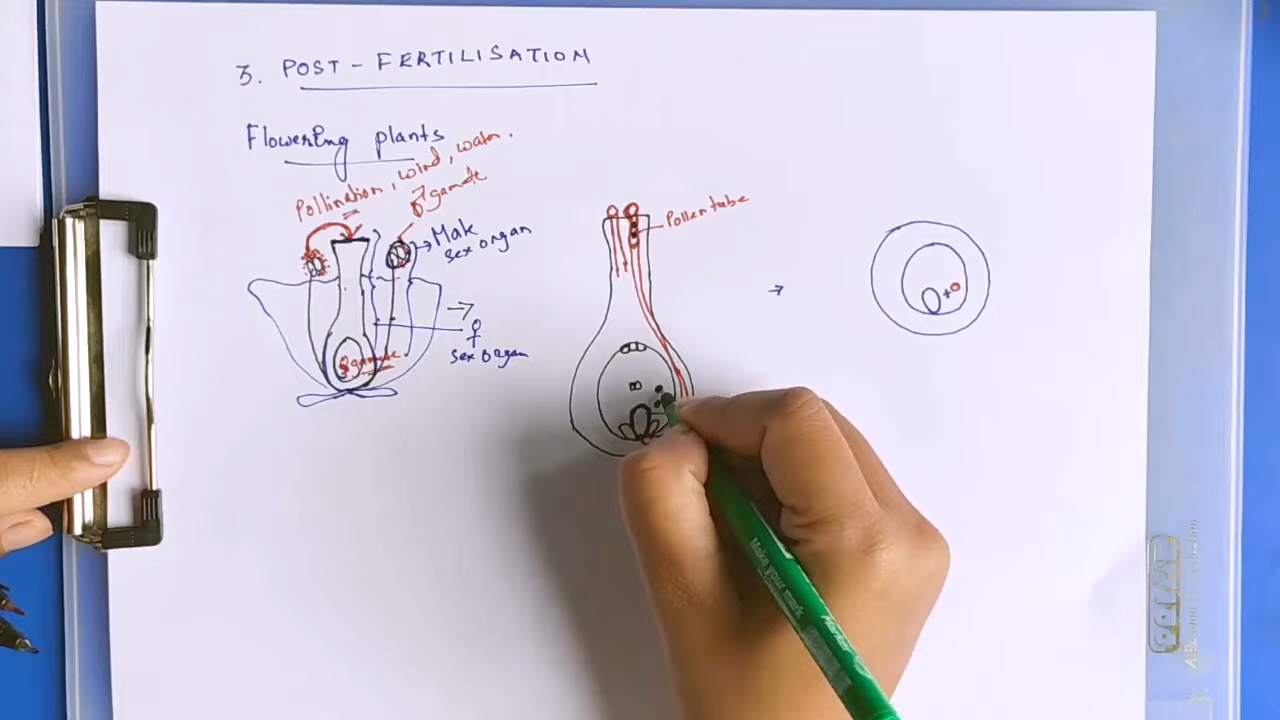 3. POST - FERTILISATION
Flowering plants
Pollination, wind, water.
♂ gamete
Male
sex organ
♀
sex organ
gamete
Pollen tube
Make your mark